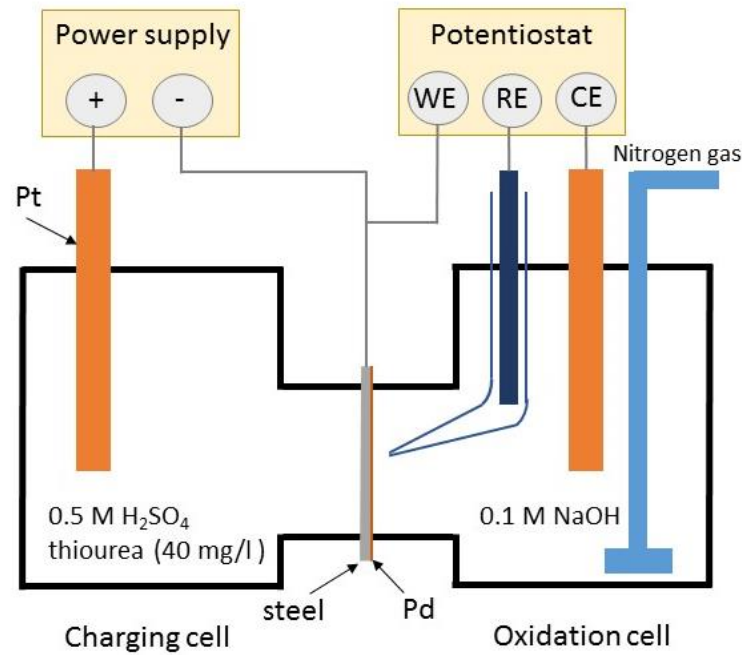 Power supply
+
-
Potentiostat
WE
RE
CE
Nitrogen gas
Pt
0.5 M H₂SO₄
thiourea (40 mg/l )
0.1 M NaOH
steel
Pd
Charging cell
Oxidation cell